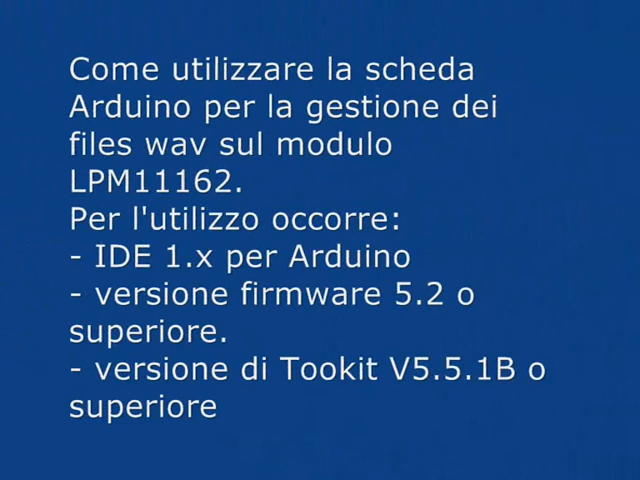 Come utilizzare la scheda
Arduino per la gestione dei
files wav sul modulo
LPM11162.
Per l'utilizzo occorre:
- IDE 1.x per Arduino
- versione firmware 5.2 o
superiore.
- versione di Tookit V5.5.1B o
superiore